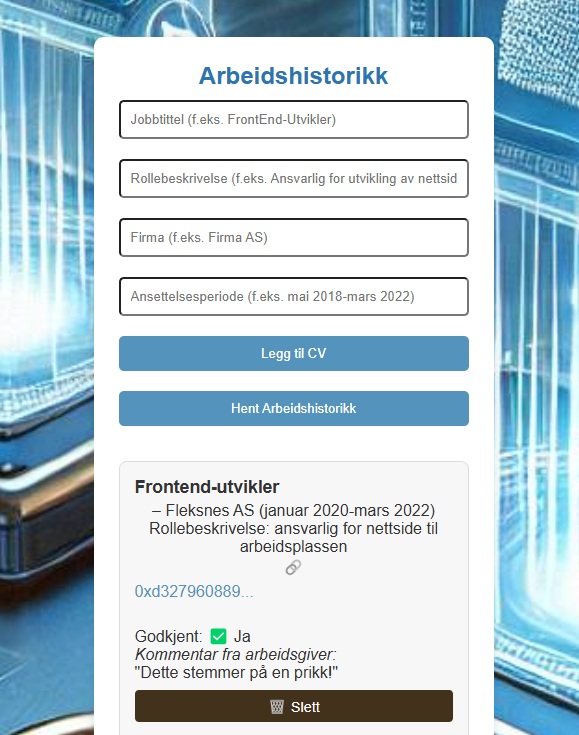 Arbeidshistorikk
Jobbtittel (f.eks. FrontEnd-Utvikler)
Rollebeskrivelse (f.eks. Ansvarlig for utvikling av nettsid
Firma (f.eks. Firma AS)
Ansettelsesperiode (f.eks. mai 2018-mars 2022)
Legg til CV
Hent Arbeidshistorikk
Frontend-utvikler
– Fleksnes AS (januar 2020-mars 2022)
Rollebeskrivelse: ansvarlig for nettside til
arbeidsplassen
🔗
0xd327960889...
Godkjent: ✅ Ja
Kommentar fra arbeidsgiver:
"Dette stemmer på en prikk!"
🗑️ Slett